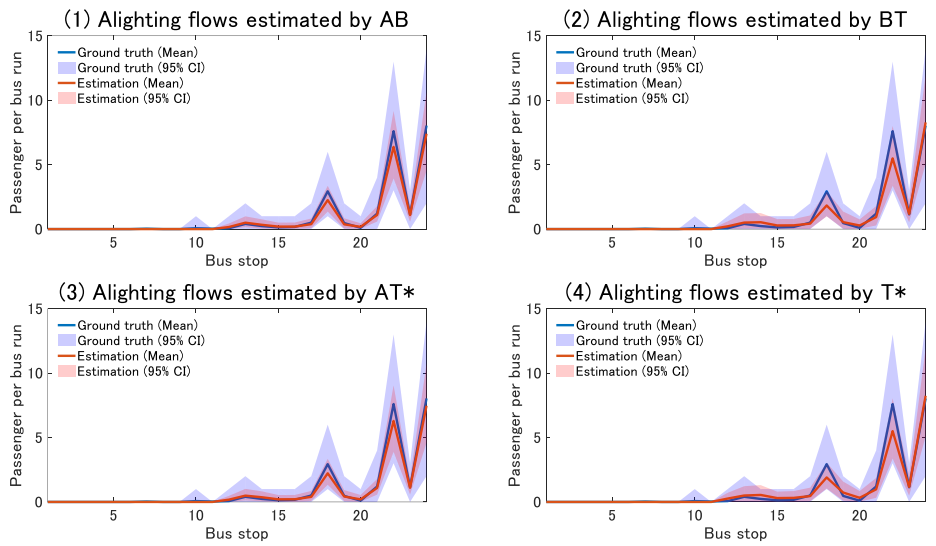 (1) Alighting flows estimated by AB
15
10
5
0
Passenger per bus run
Ground truth (Mean)
Ground truth (95% CI)
Estimation (Mean)
Estimation (95% CI)
5 10 15 20
Bus stop
(2) Alighting flows estimated by BT
15
10
5
0
Passenger per bus run
Ground truth (Mean)
Ground truth (95% CI)
Estimation (Mean)
Estimation (95% CI)
5 10 15 20
Bus stop
(3) Alighting flows estimated by AT*
15
10
5
0
Passenger per bus run
Ground truth (Mean)
Ground truth (95% CI)
Estimation (Mean)
Estimation (95% CI)
5 10 15 20
Bus stop
(4) Alighting flows estimated by T*
15
10
5
0
Passenger per bus run
Ground truth (Mean)
Ground truth (95% CI)
Estimation (Mean)
Estimation (95% CI)
5 10 15 20
Bus stop